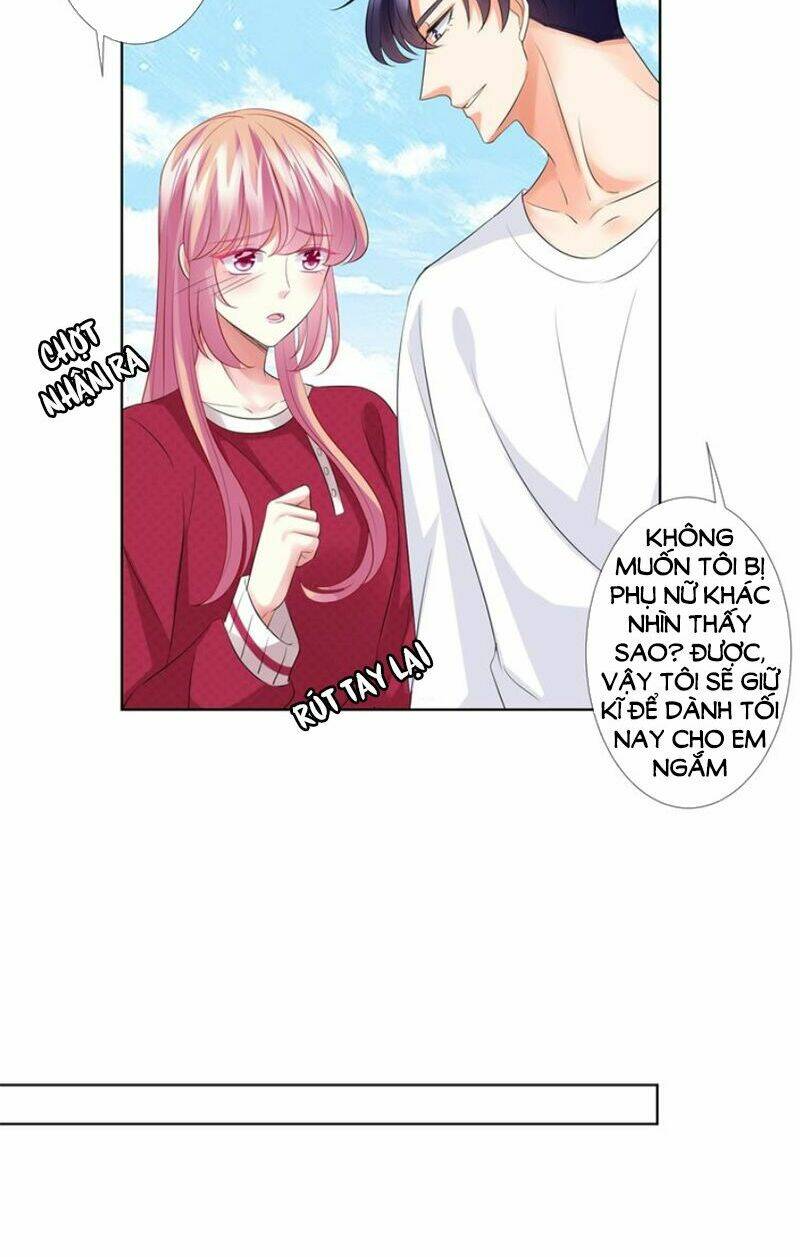 CHỢT
NHẬN RA
RÚT TAY LẠI
KHÔNG
MUỐN TÔI BỊ
PHỤ NỮ KHÁC
NHÌN THẤY
SAO? ĐƯỢC,
VẬY TÔI SẼ GIỮ
KĨ ĐỂ DÀNH TỐI
NAY CHO EM
NGẮM